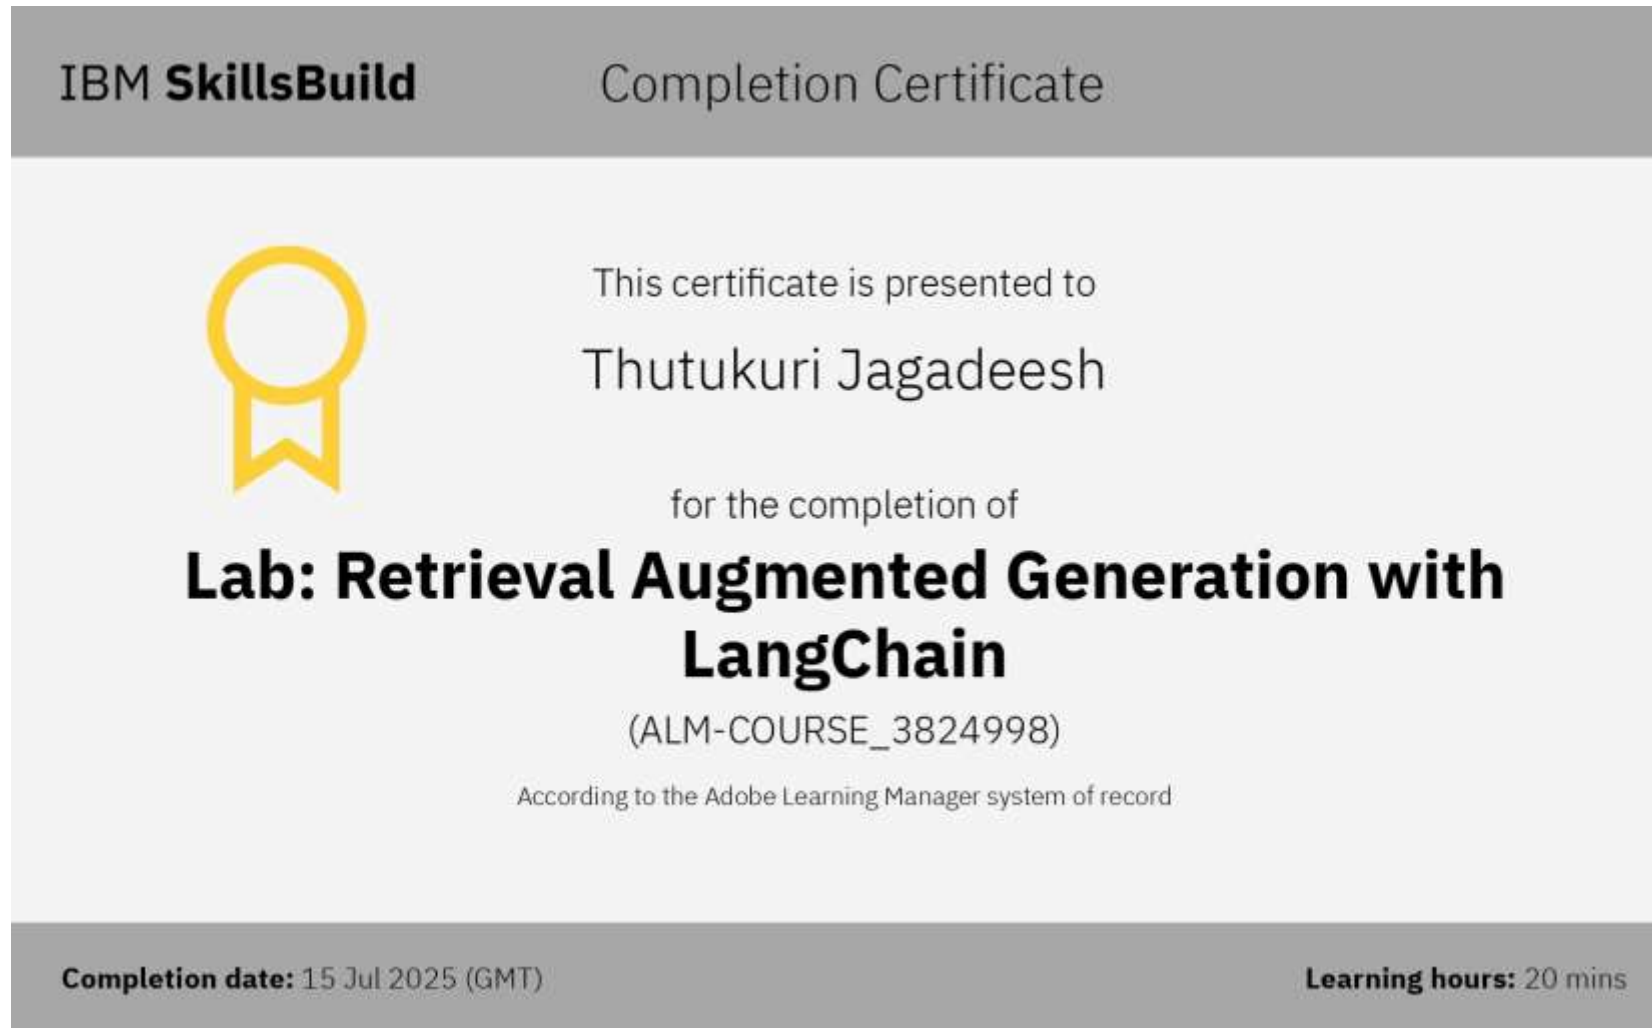 IBM SkillsBuild
Completion Certificate
This certificate is presented to
Thutukuri Jagadeesh
for the completion of
Lab: Retrieval Augmented Generation with
LangChain
(ALM-COURSE_3824998)
According to the Adobe Learning Manager system of record
Completion date: 15 Jul 2025 (GMT)
Learning hours: 20 mins